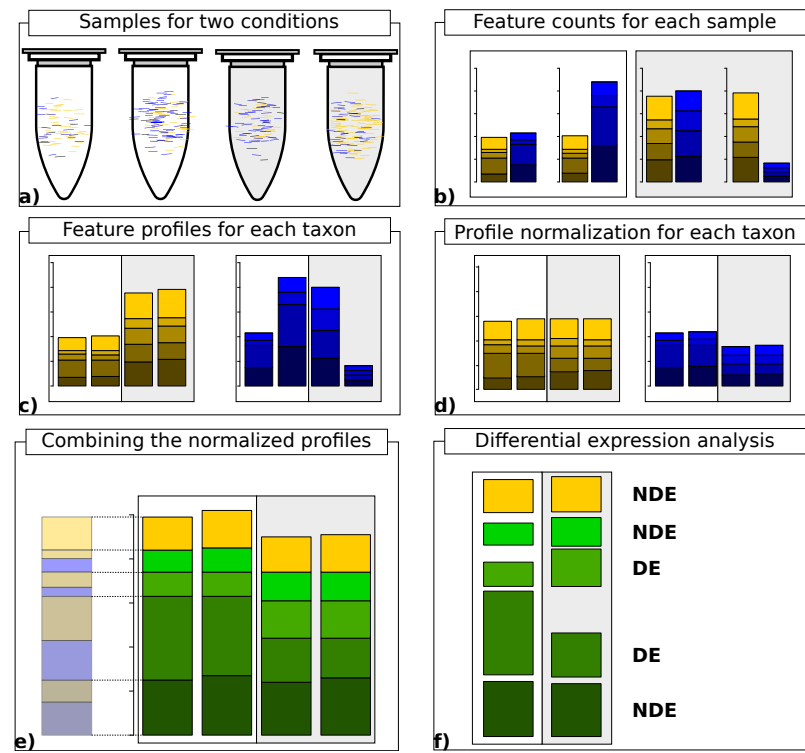 Samples for two conditions
a)
Feature counts for each sample
b)
Feature profiles for each taxon
c)
Profile normalization for each taxon
d)
Combining the normalized profiles
e)
Differential expression analysis
NDE
NDE
DE
DE
NDE
f)